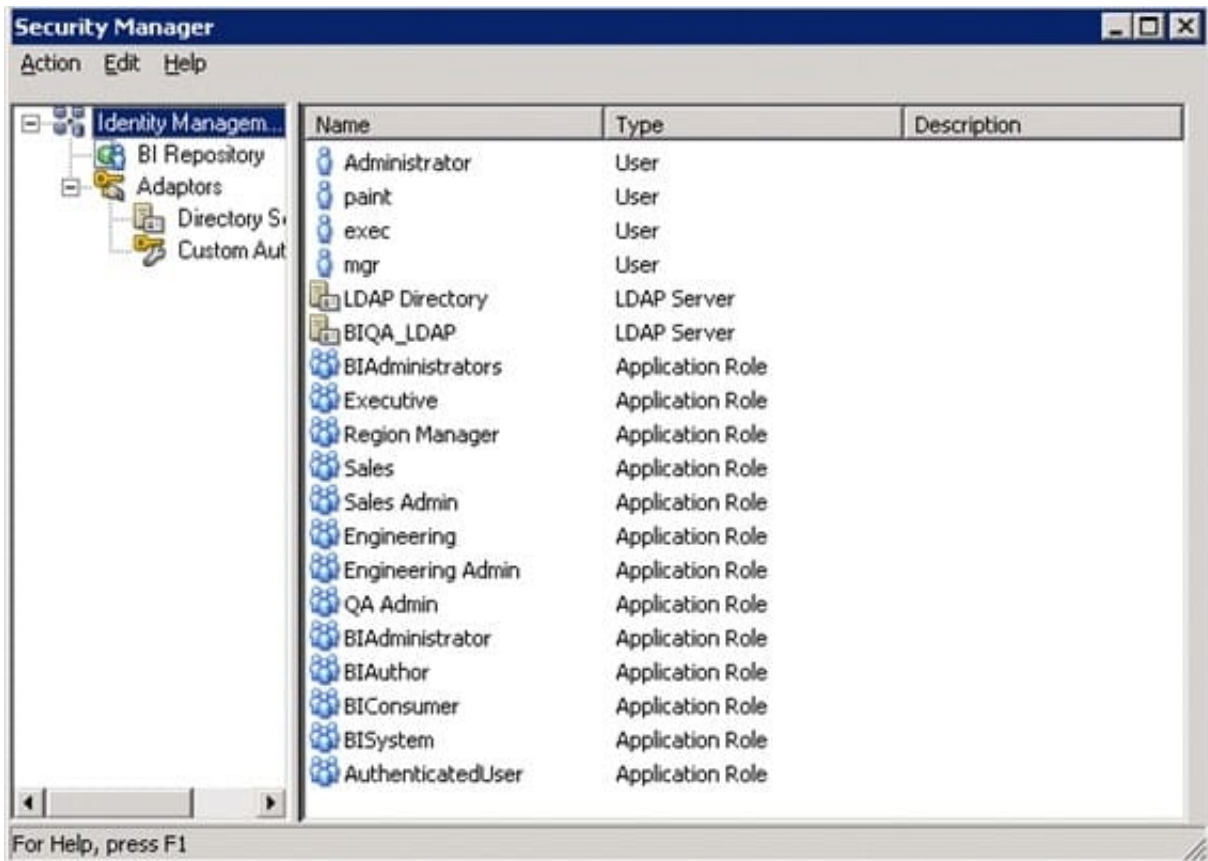 Security Manager
Action Edit Help
Identity Managem...
BI Repository
Adaptors
Directory Se
Custom Aut
Name Type Description
Administrator User
paint User
exec User
mgr User
LDAP Directory LDAP Server
BIQA_LDAP LDAP Server
BIAdministrators Application Role
Executive Application Role
Region Manager Application Role
Sales Application Role
Sales Admin Application Role
Engineering Application Role
Engineering Admin Application Role
QA Admin Application Role
BIAdministrator Application Role
BIAuthor Application Role
BIConsumer Application Role
BISystem Application Role
AuthenticatedUser Application Role
For Help, press F1